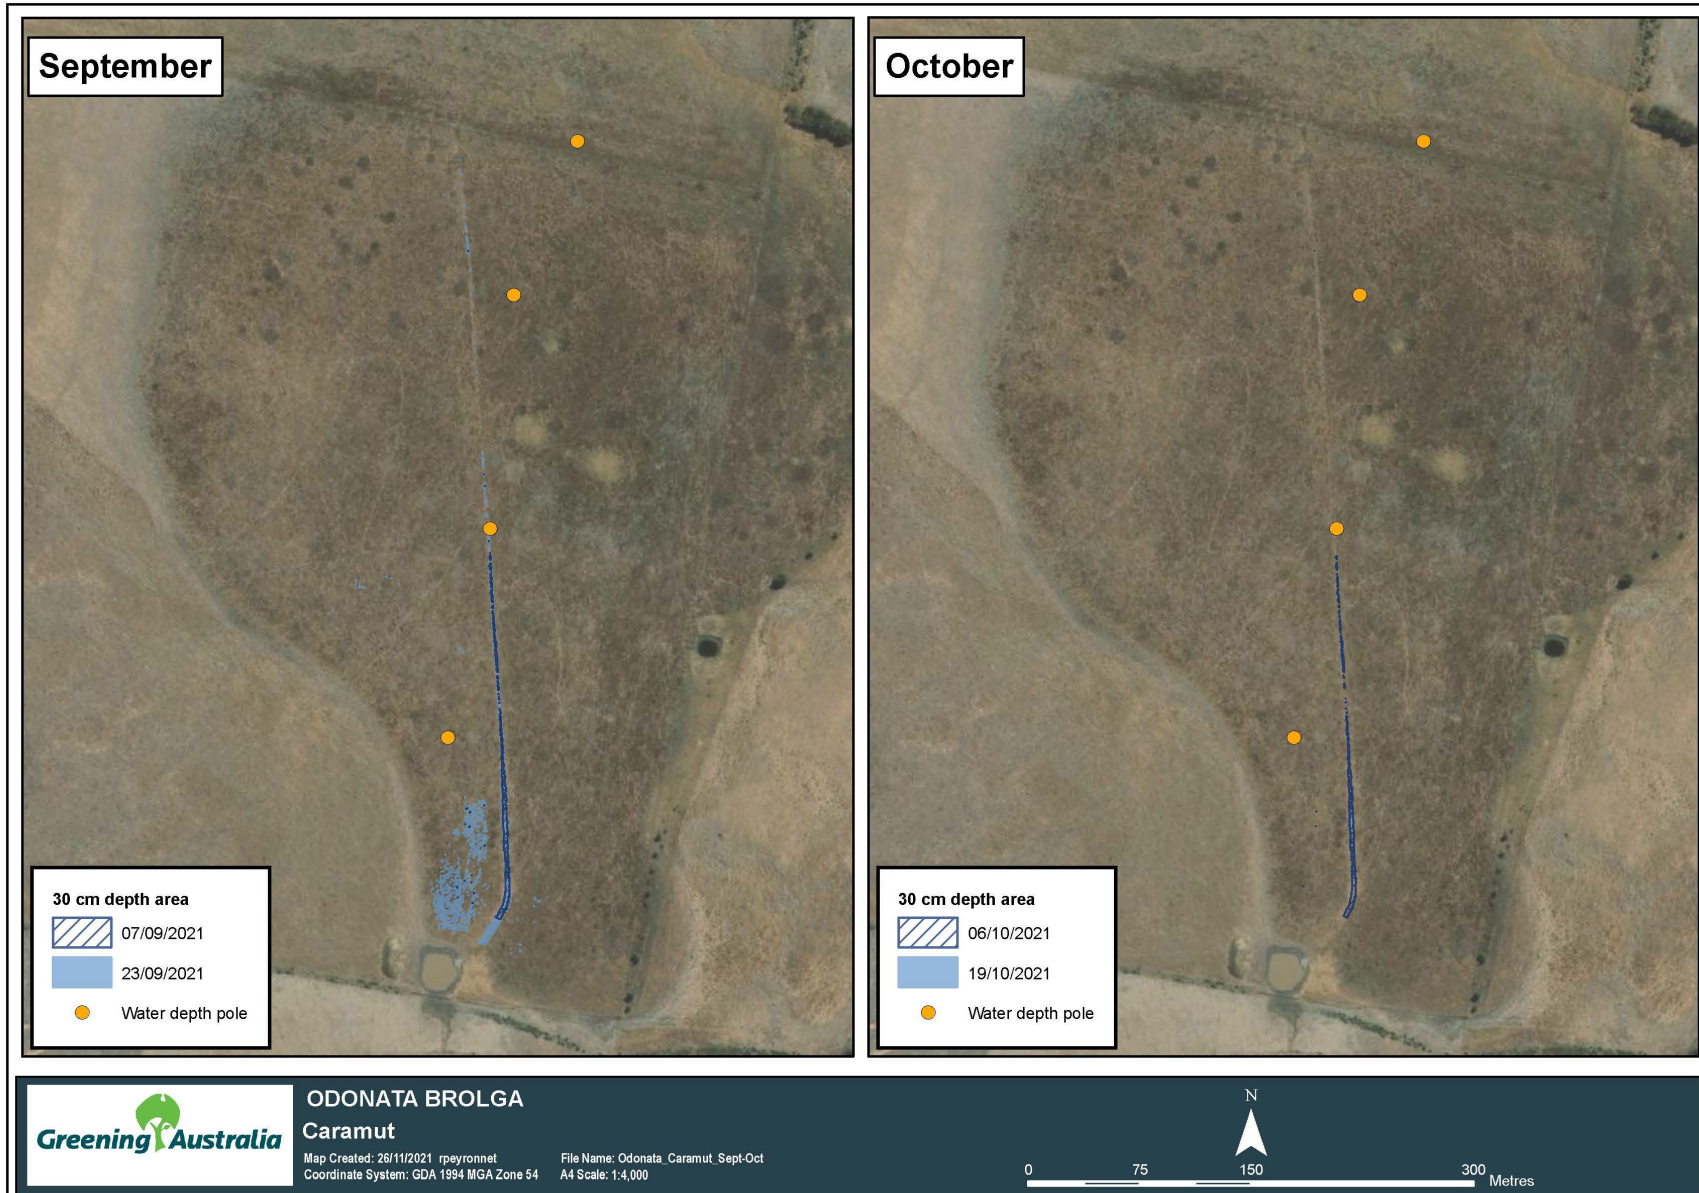 September
30 cm depth area
07/09/2021
23/09/2021
Water depth pole
October
30 cm depth area
06/10/2021
19/10/2021
Water depth pole
Greening Australia
ODONATA BROLGA
Caramut
Map Created: 26/11/2021 rpeyronnet
Coordinate System: GDA 1994 MGA Zone 54
File Name: Odonata_Caramut_Sept-Oct
A4 Scale: 1:4,000
N
0 75 150 300 Metres